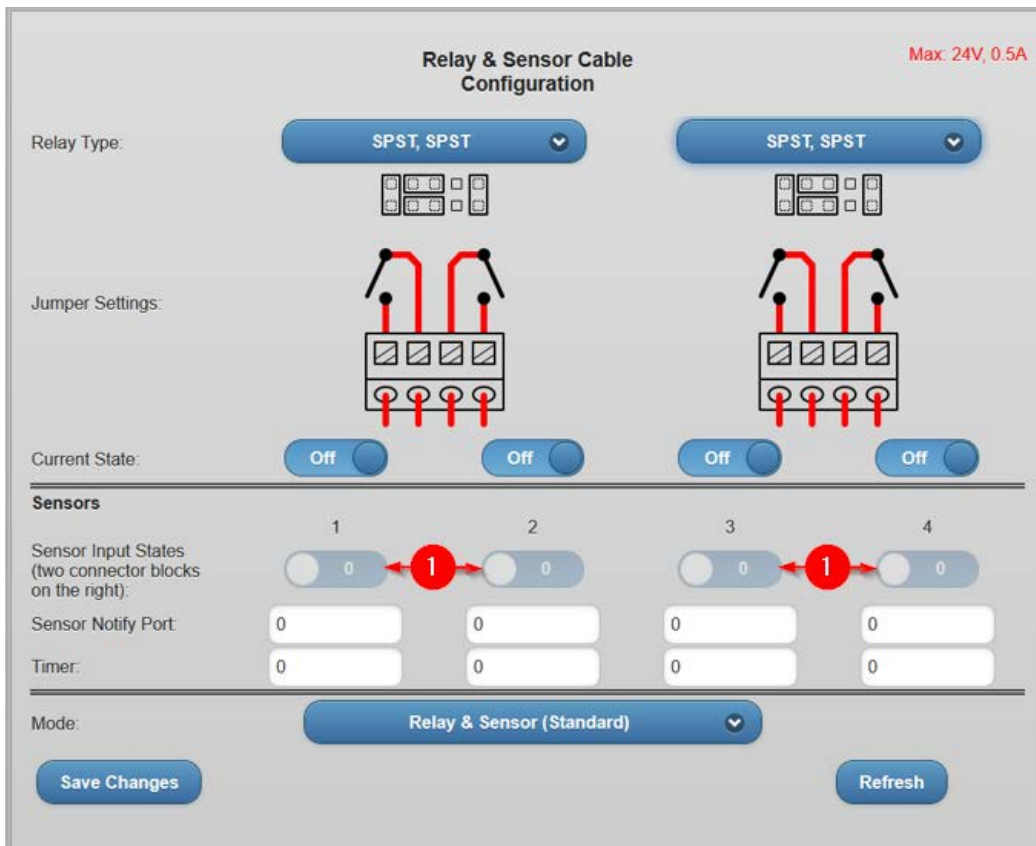 Relay & Sensor Cable
Configuration
Max: 24V, 0.5A
Relay Type:
SPST, SPST
SPST, SPST
Jumper Settings:
Current State:
Off
Off
Off
Off
Sensors
1
2
3
4
Sensor Input States
(two connector blocks
on the right):
0
1
0
0
1
0
Sensor Notify Port:
0
0
0
0
Timer:
0
0
0
0
Mode:
Relay & Sensor (Standard)
Save Changes
Refresh